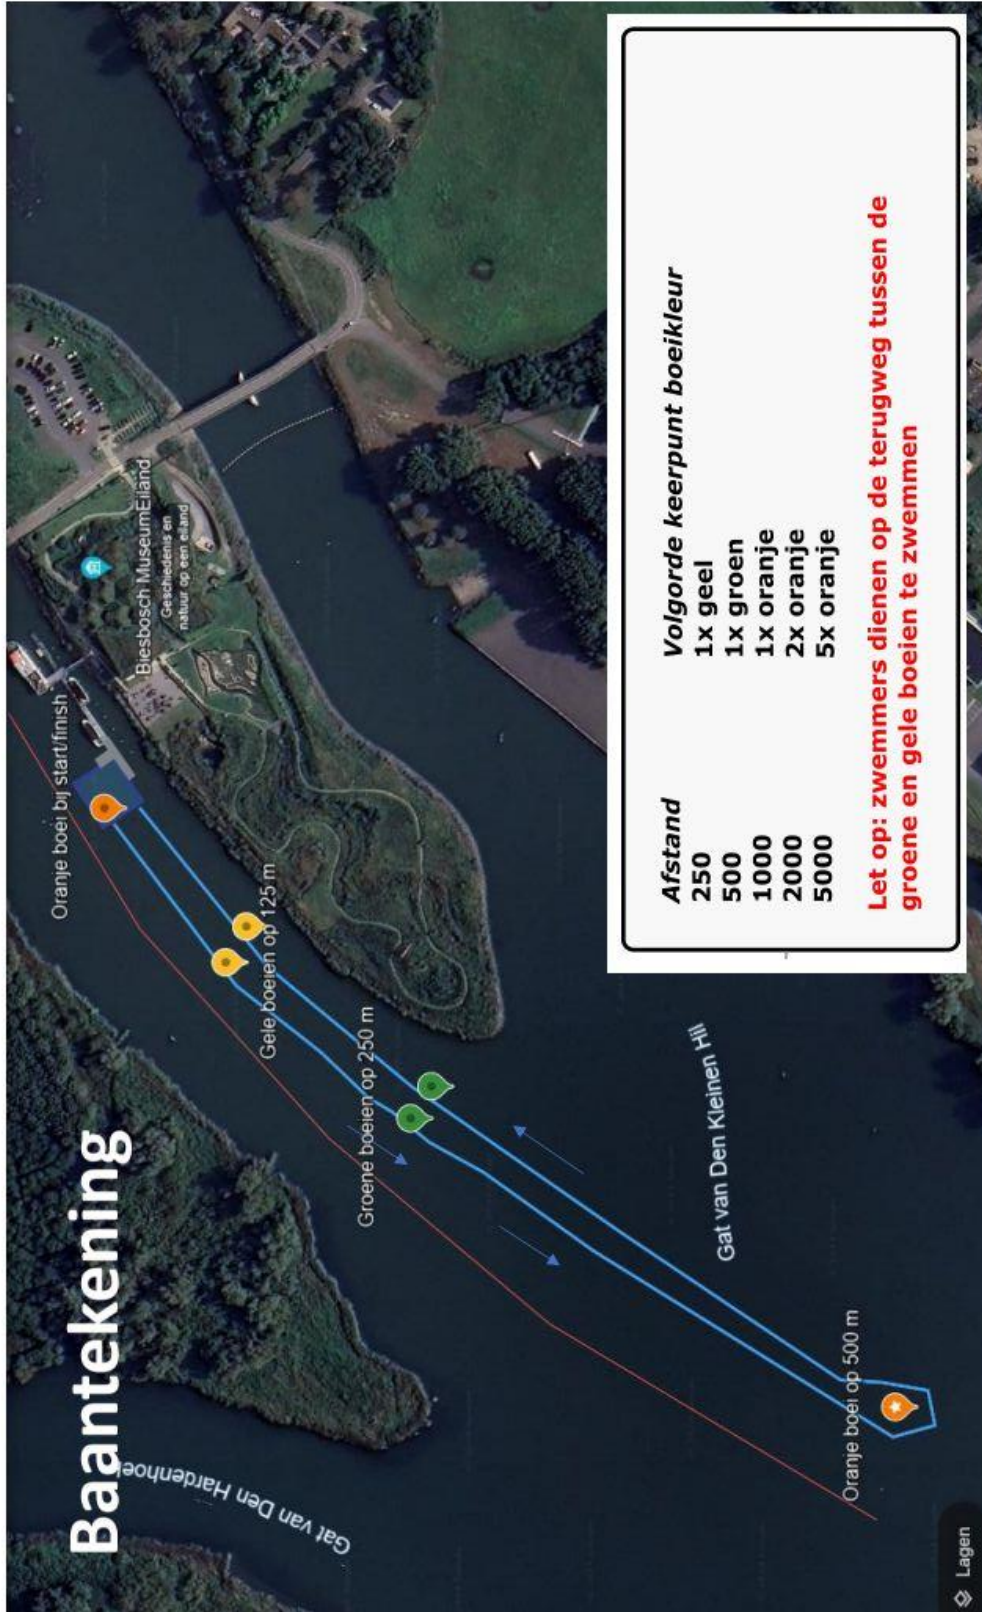 Baantekening
Oranje boei bij start/finish
Biesbosch MuseumEiland
Geschiedenis en
natuur op een eiland
Gele boeien op 125 m
Groene boeien op 250 m
Gat van Den Hardenhoek
Gat van Den Kleinen Hil
Oranje boei op 500 m
Lagen
Afstand Volgorde keerpunt boeikleur
250 1x geel
500 1x groen
1000 1x oranje
2000 2x oranje
5000 5x oranje
Let op: zwemmers dienen op de terugweg tussen de
groene en gele boeien te zwemmen